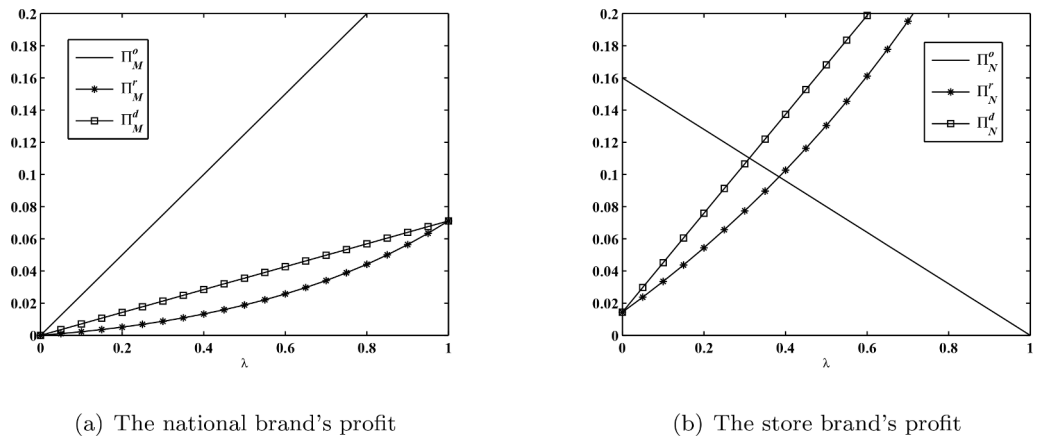 0.2
0.18
0.16
0.14
0.12
0.1
0.08
0.06
0.04
0.02
0
0 0.2 0.4 0.6 0.8 1
λ
Π_M^o
Π_M^r
Π_M^d
(a) The national brand's profit
0.2
0.18
0.16
0.14
0.12
0.1
0.08
0.06
0.04
0.02
0
0 0.2 0.4 0.6 0.8 1
λ
Π_N^o
Π_N^r
Π_N^d
(b) The store brand's profit